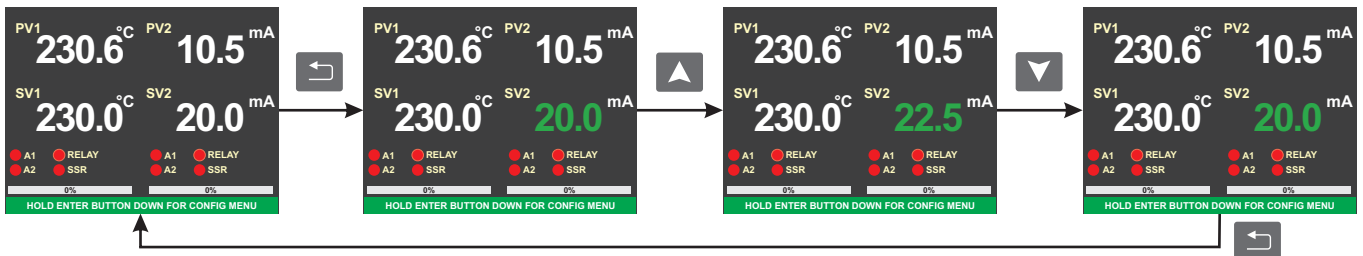 PV1 230.6 °C PV2 10.5 mA
SV1 230.0 °C SV2 20.0 mA
A1 RELAY A1 RELAY
A2 SSR A2 SSR
0% 0%
HOLD ENTER BUTTON DOWN FOR CONFIG MENU
PV1 230.6 °C PV2 10.5 mA
SV1 230.0 °C SV2 20.0 mA
A1 RELAY A1 RELAY
A2 SSR A2 SSR
0% 0%
HOLD ENTER BUTTON DOWN FOR CONFIG MENU
PV1 230.6 °C PV2 10.5 mA
SV1 230.0 °C SV2 22.5 mA
A1 RELAY A1 RELAY
A2 SSR A2 SSR
0% 0%
HOLD ENTER BUTTON DOWN FOR CONFIG MENU
PV1 230.6 °C PV2 10.5 mA
SV1 230.0 °C SV2 20.0 mA
A1 RELAY A1 RELAY
A2 SSR A2 SSR
0% 0%
HOLD ENTER BUTTON DOWN FOR CONFIG MENU